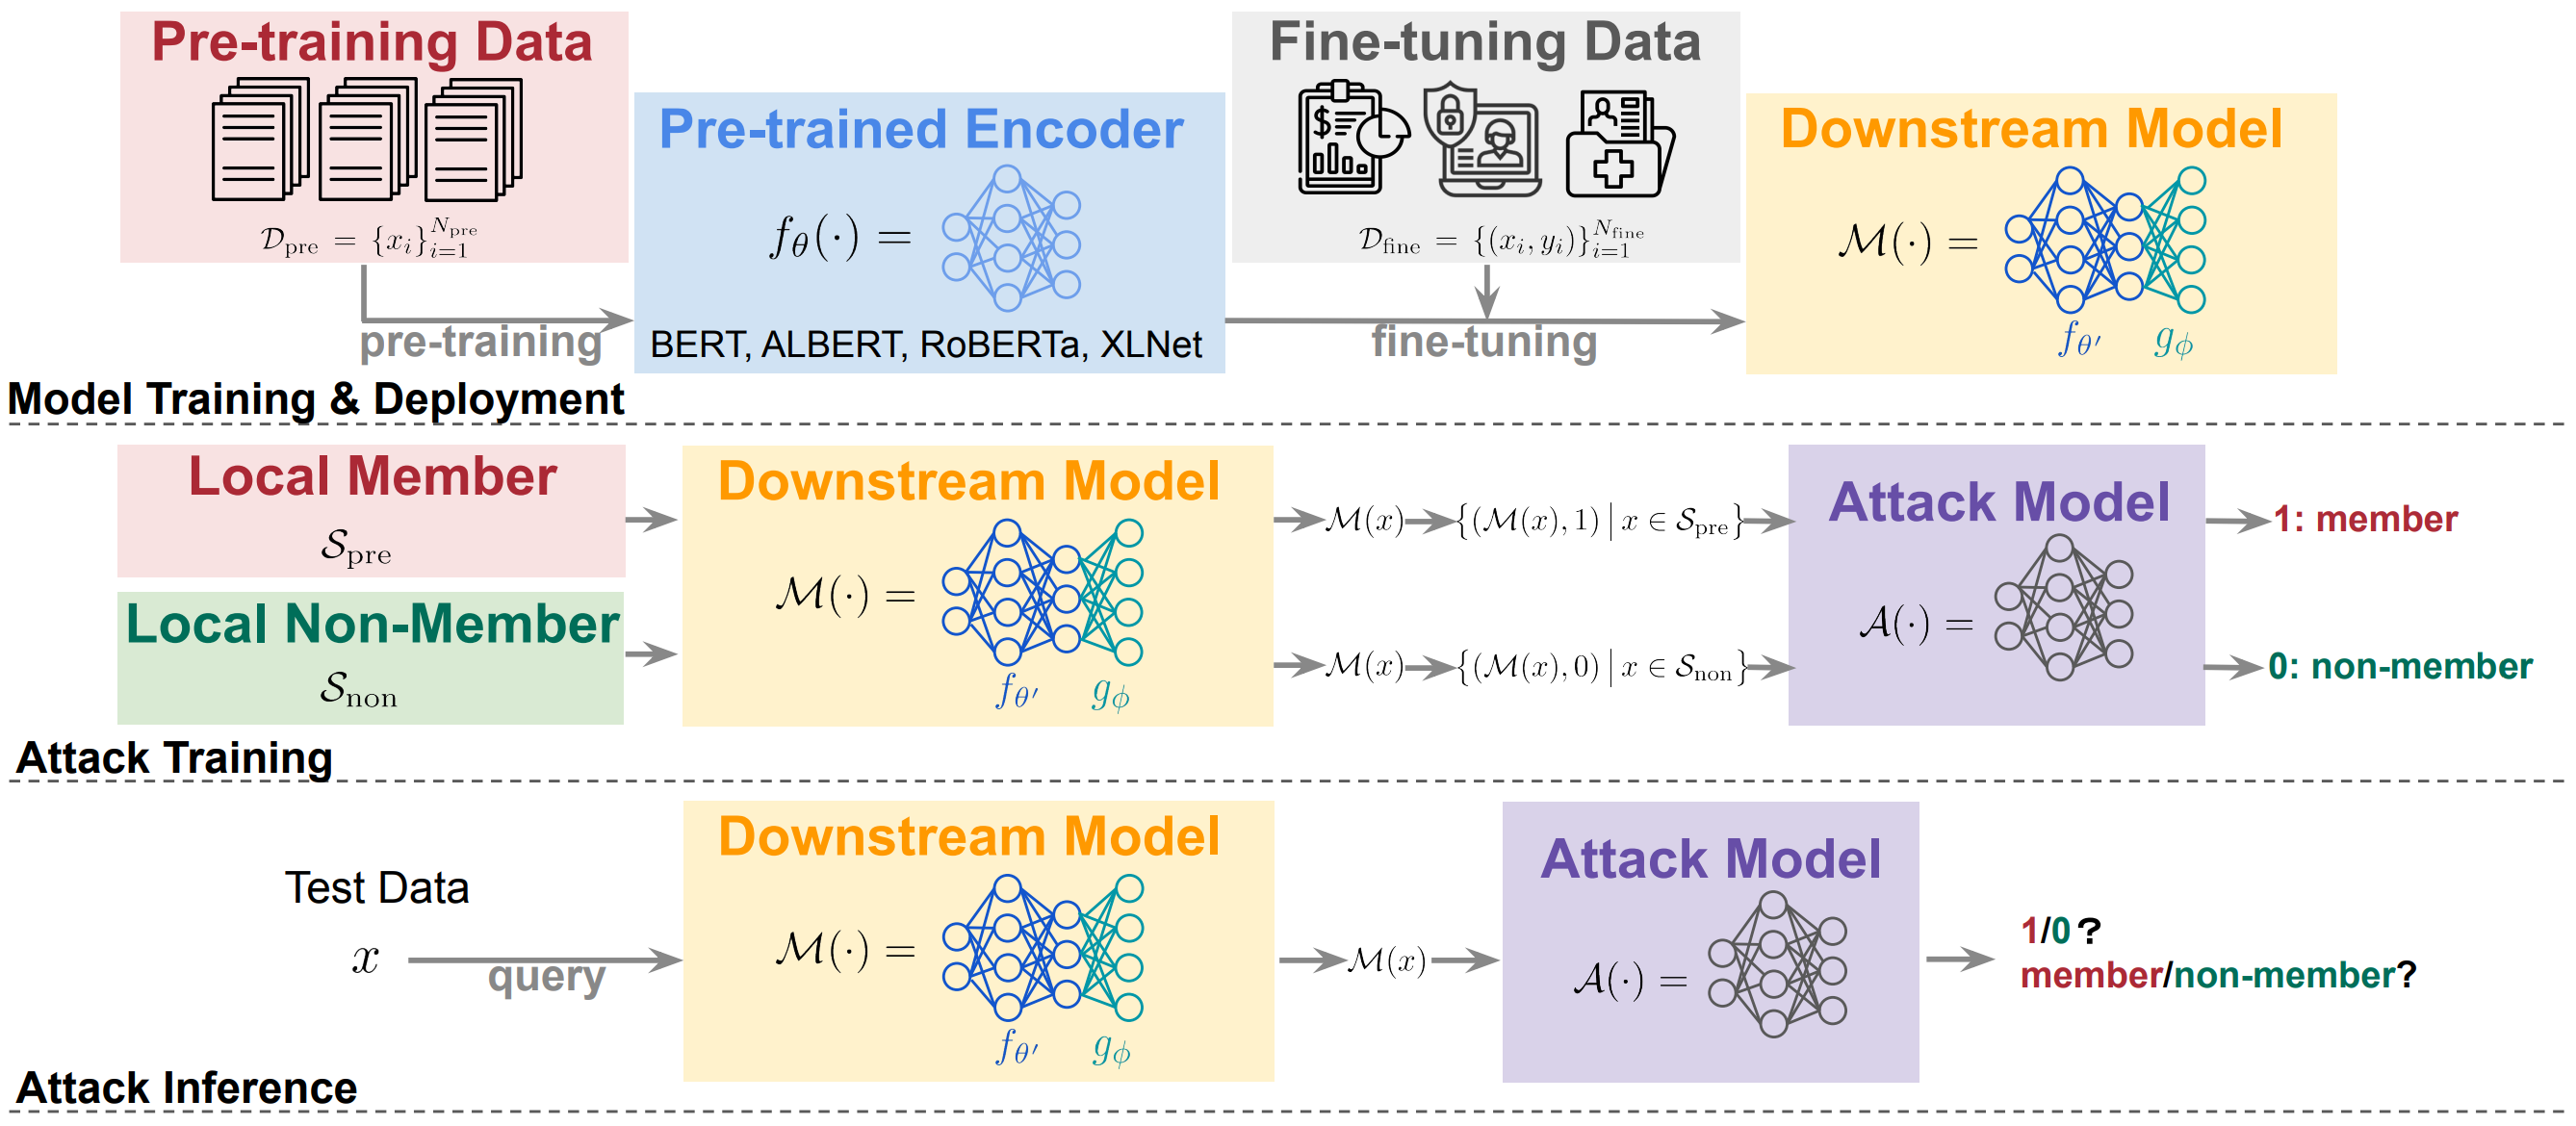 Pre-training Data
$\mathcal{D}_{\text{pre}} = \{x_i\}_{i=1}^{N_{\text{pre}}}$
pre-training
Pre-trained Encoder
$f_\theta(\cdot) =$
BERT, ALBERT, RoBERTa, XLNet
Fine-tuning Data
$
$\mathcal{D}_{\text{fine}} = \{(x_i, y_i)\}_{i=1}^{N_{\text{fine}}}$
fine-tuning
Downstream Model
$\mathcal{M}(\cdot) =$
$f_{\theta'}$ $g_\phi$
Model Training & Deployment
Local Member
$\mathcal{S}_{\text{pre}}$
Local Non-Member
$\mathcal{S}_{\text{non}}$
Downstream Model
$\mathcal{M}(\cdot) =$
$f_{\theta'}$ $g_\phi$
$\mathcal{M}(x)$ $\{(\mathcal{M}(x), 1) \mid x \in \mathcal{S}_{\text{pre}}\}$
$\mathcal{M}(x)$ $\{(\mathcal{M}(x), 0) \mid x \in \mathcal{S}_{\text{non}}\}$
Attack Model
$\mathcal{A}(\cdot) =$
1: member
0: non-member
Attack Training
Test Data
$x$
query
Downstream Model
$\mathcal{M}(\cdot) =$
$f_{\theta'}$ $g_\phi$
$\mathcal{M}(x)$
Attack Model
$\mathcal{A}(\cdot) =$
1/0?
member/non-member?
Attack Inference